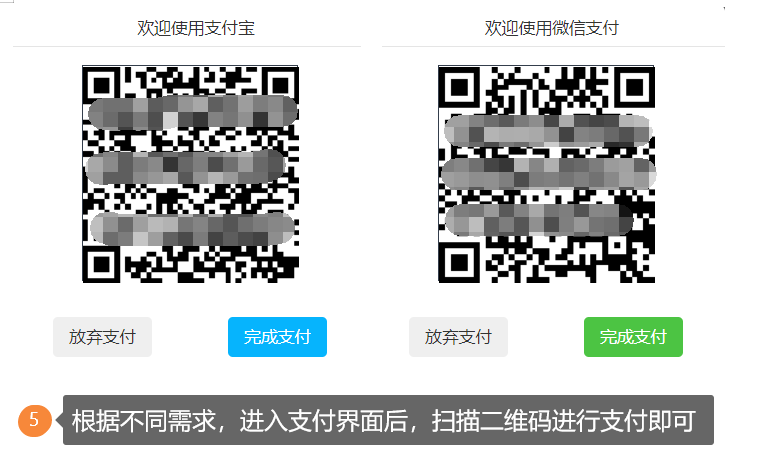 欢迎使用支付宝
欢迎使用微信支付
放弃支付
完成支付
放弃支付
完成支付
5
根据不同需求，进入支付界面后，扫描二维码进行支付即可